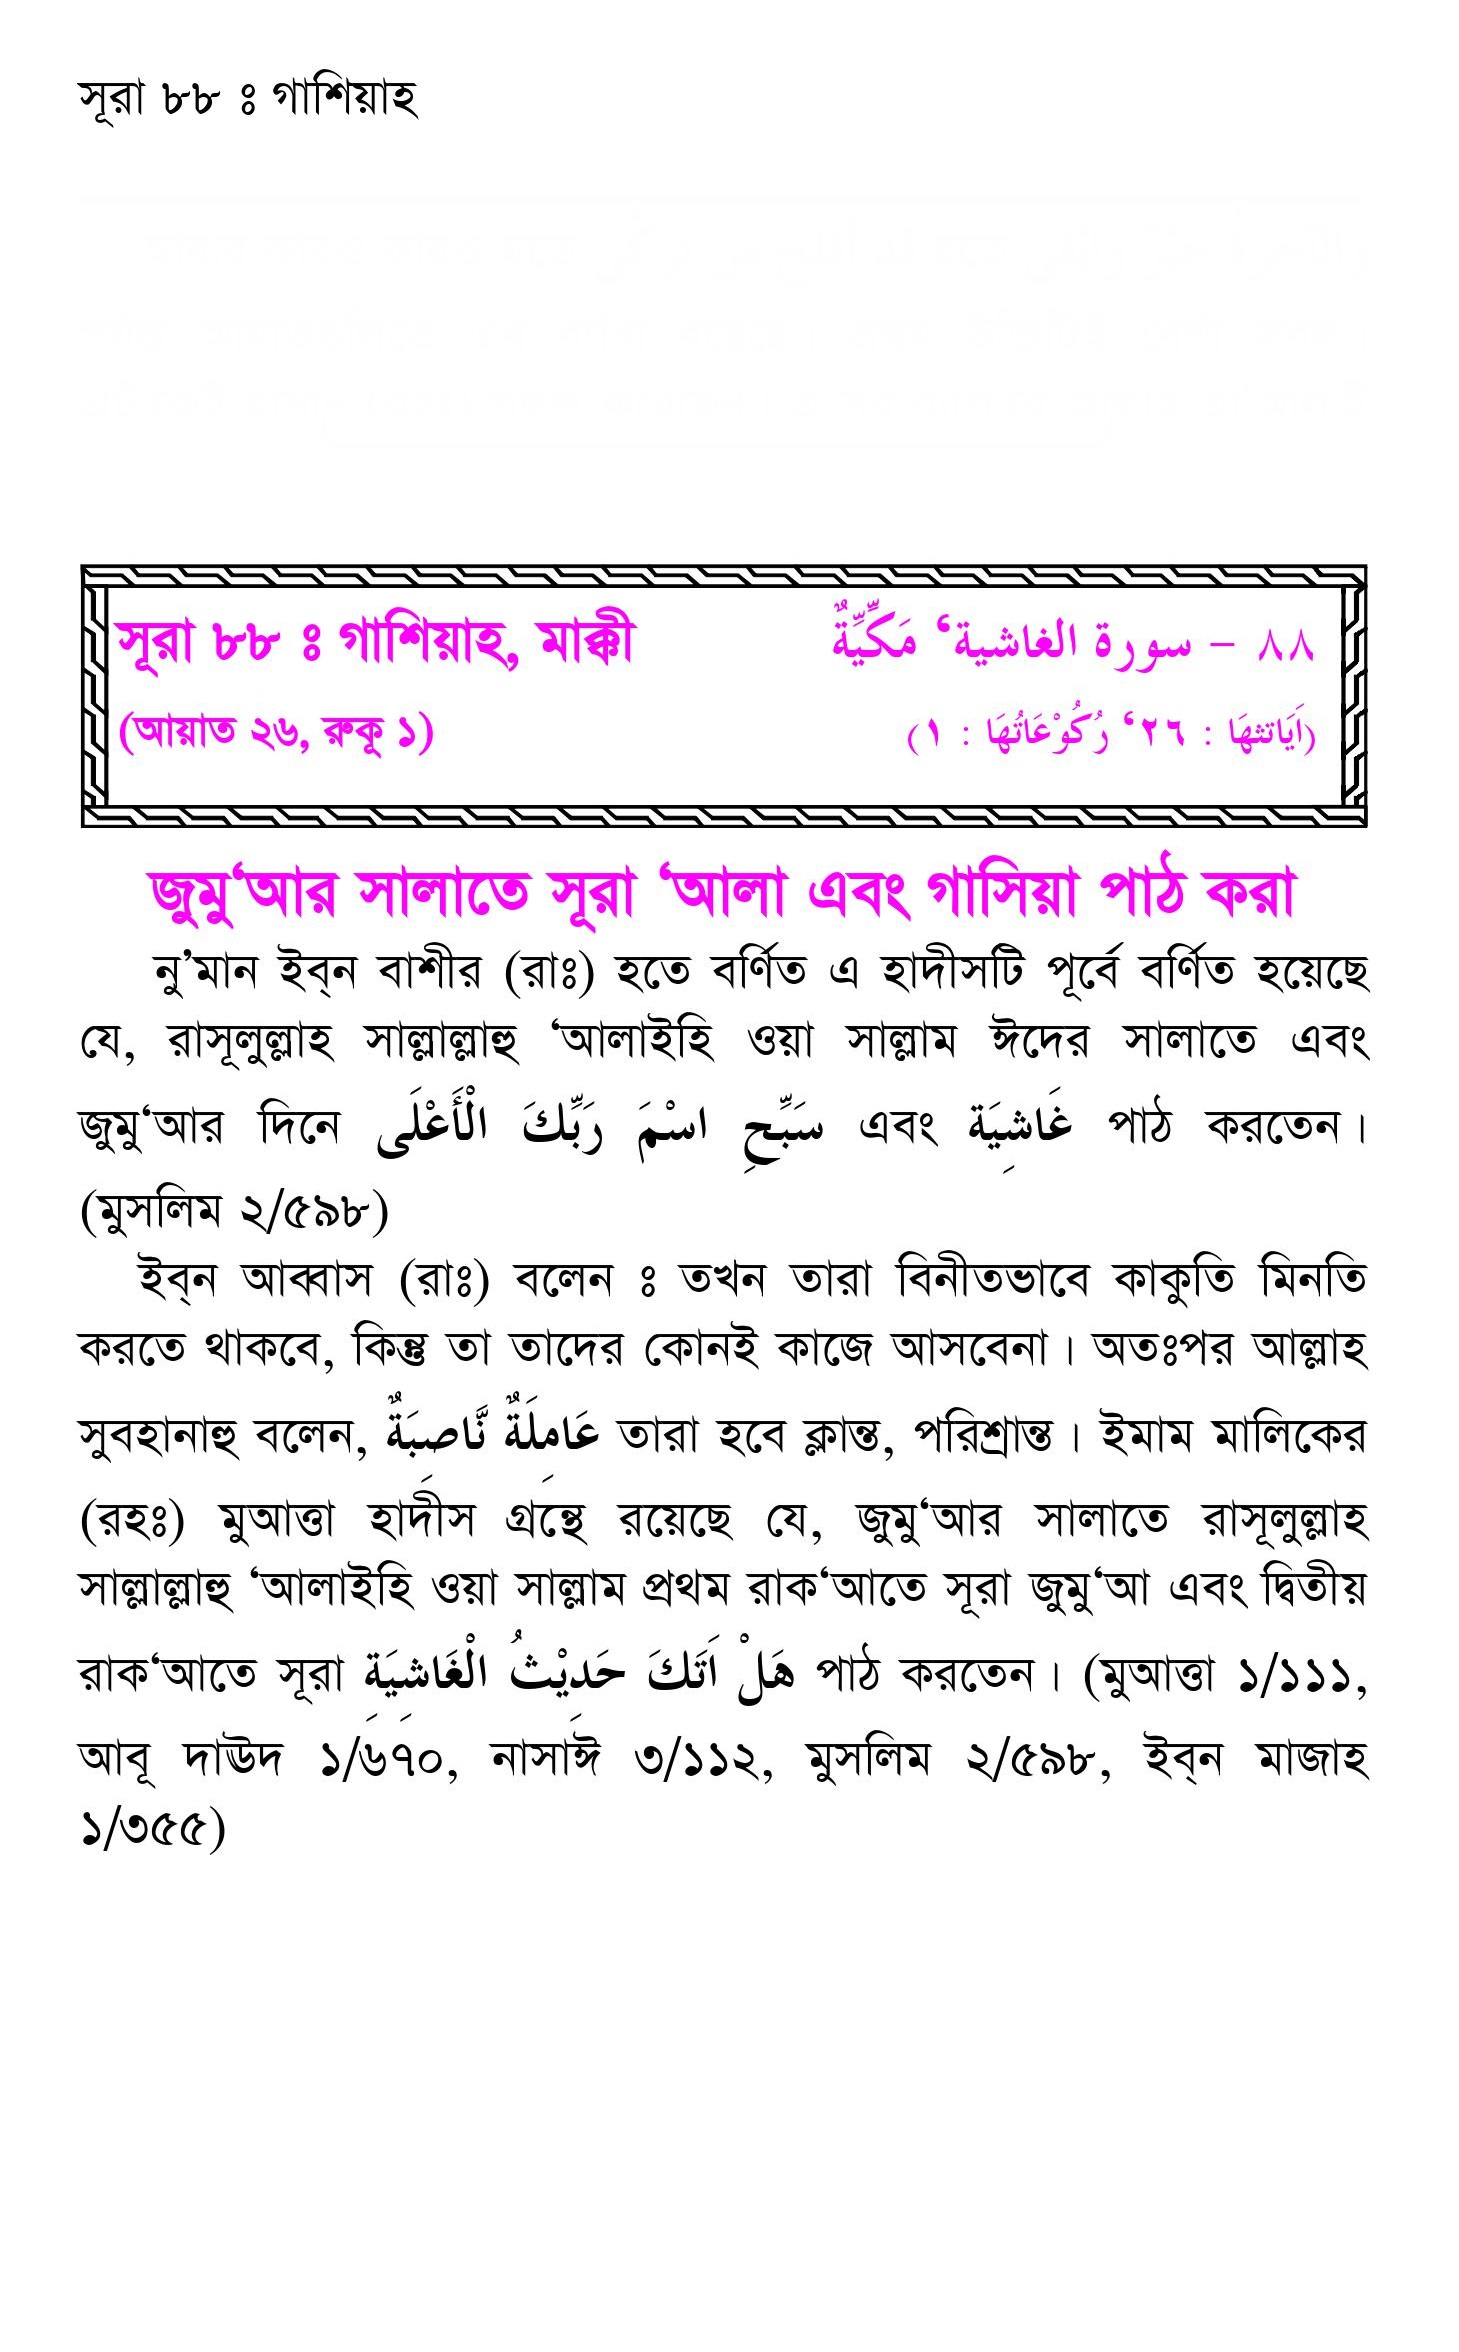 সূরা ৮৮ ঃ গাশিয়াহ
সূরা ৮৮ ঃ গাশিয়াহ, মাক্কী ٨٨ – سورة الغاشية‘ مَكِّيَّةٌ
(আয়াত ২৬, রুকূ ১) (اَيَاتثهَا : ٢٦‘ رُكُوْعَاتُهَا : ١)
জুমু‘আর সালাতে সূরা ‘আলা এবং গাসিয়া পাঠ করা
নু’মান ইব্‌ন বাশীর (রাঃ) হতে বর্ণিত এ হাদীসটি পূর্বে বর্ণিত হয়েছে
যে, রাসূলুল্লাহ সাল্লাল্লাহু ‘আলাইহি ওয়া সাল্লাম ঈদের সালাতে এবং
জুমু‘আর দিনে سَبِّحِ اسْمَ رَبِّكَ الْأَعْلَى এবং غَاشِيَة পাঠ করতেন।
(মুসলিম ২/৫৯৮)
ইব্‌ন আব্বাস (রাঃ) বলেন ঃ তখন তারা বিনীতভাবে কাকুতি মিনতি
করতে থাকবে, কিন্তু তা তাদের কোনই কাজে আসবেনা। অতঃপর আল্লাহ
সুবহানাহু বলেন, عَامِلَةٌ نَّاصِبَةٌ তারা হবে ক্লান্ত, পরিশ্রান্ত। ইমাম মালিকের
(রহঃ) মুআত্তা হাদীস গ্রন্থে রয়েছে যে, জুমু‘আর সালাতে রাসূলুল্লাহ
সাল্লাল্লাহু ‘আলাইহি ওয়া সাল্লাম প্রথম রাক‘আতে সূরা জুমু‘আ এবং দ্বিতীয়
রাক‘আতে সূরা هَلْ اَتَكَ حَدِيْثُ الْغَاشِيَةِ পাঠ করতেন। (মুআত্তা ১/১১১,
আবূ দাঊদ ১/৬৭০, নাসাঈ ৩/১১২, মুসলিম ২/৫৯৮, ইব্‌ন মাজাহ
১/৩৫৫)